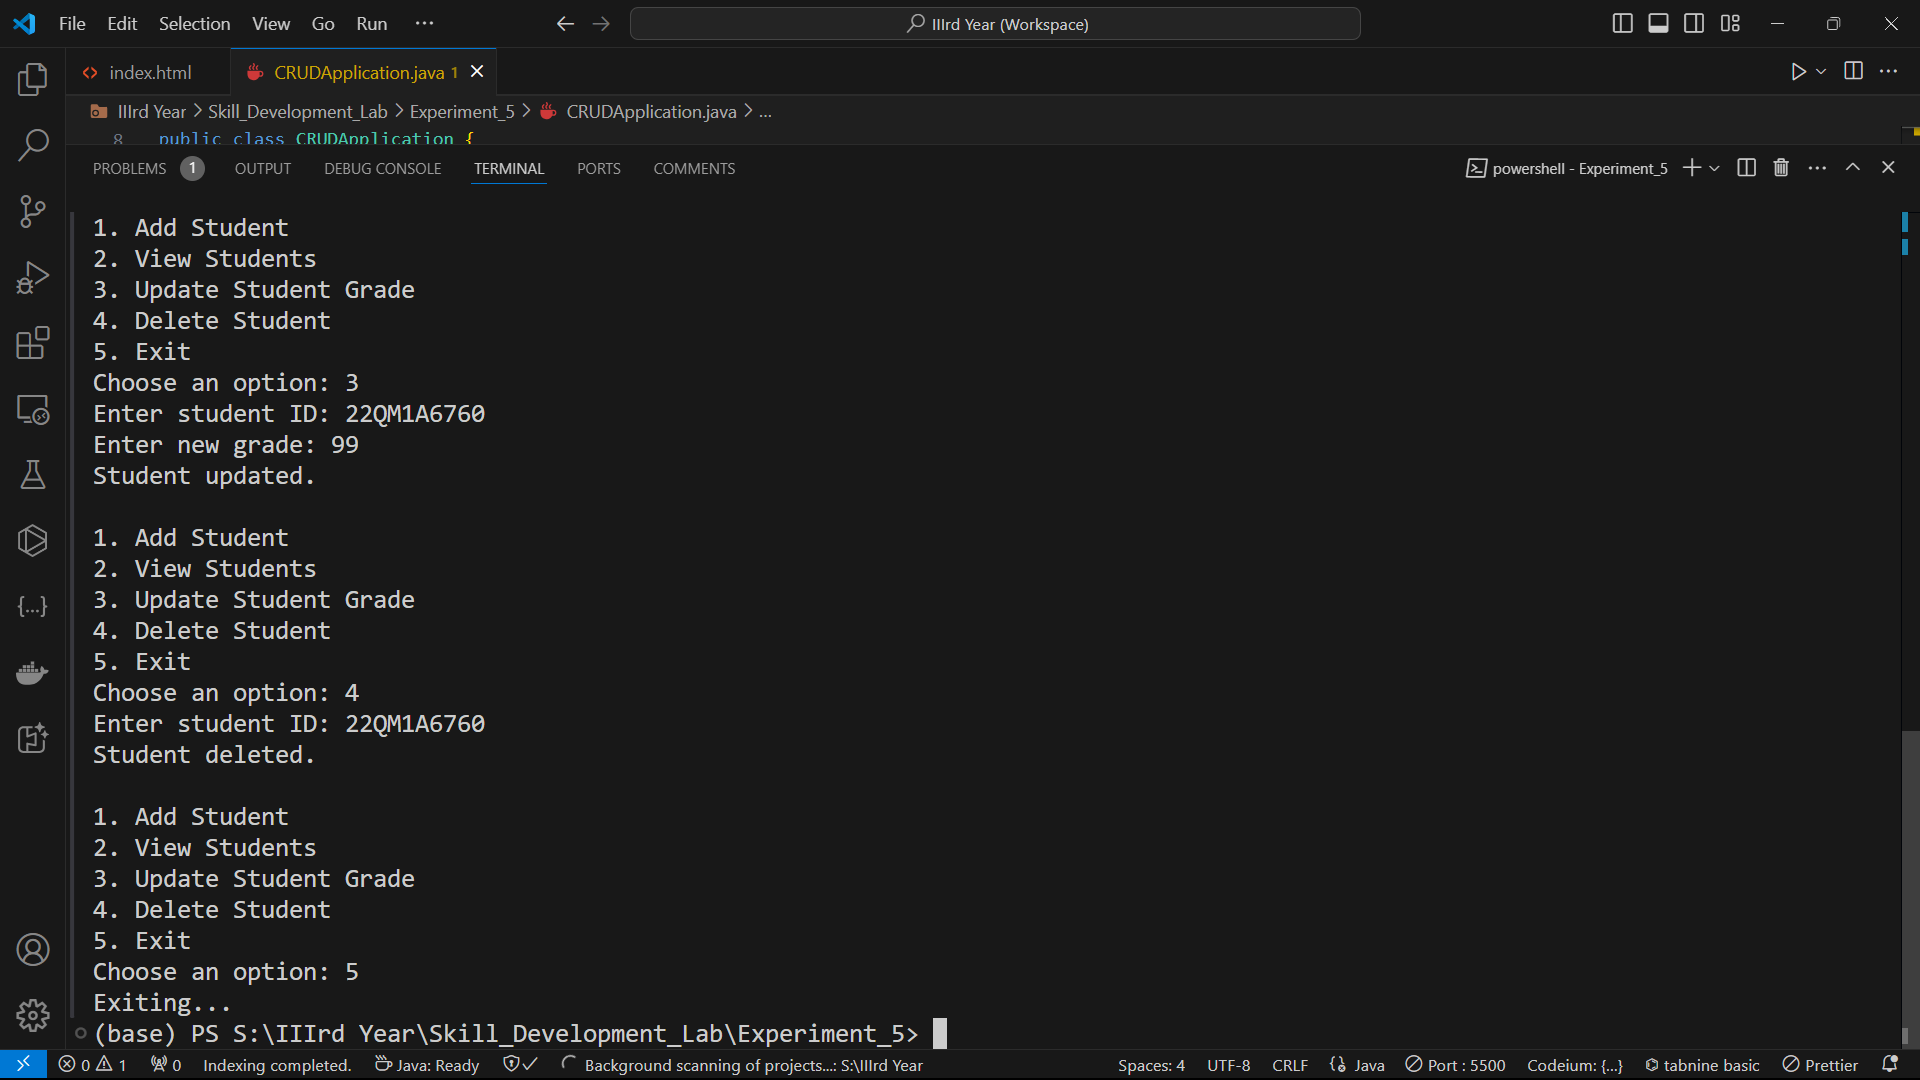 File Edit Selection View Go Run ··· IIIrd Year (Workspace)
index.html CRUDApplication.java 1
IIIrd Year > Skill_Development_Lab > Experiment_5 > CRUDApplication.java > ...
8 public class CRUDApplication {
PROBLEMS 1 OUTPUT DEBUG CONSOLE TERMINAL PORTS COMMENTS powershell - Experiment_5
1. Add Student
2. View Students
3. Update Student Grade
4. Delete Student
5. Exit
Choose an option: 3
Enter student ID: 22QM1A6760
Enter new grade: 99
Student updated.
1. Add Student
2. View Students
3. Update Student Grade
4. Delete Student
5. Exit
Choose an option: 4
Enter student ID: 22QM1A6760
Student deleted.
1. Add Student
2. View Students
3. Update Student Grade
4. Delete Student
5. Exit
Choose an option: 5
Exiting...
(base) PS S:\IIIrd Year\Skill_Development_Lab\Experiment_5>
0 1 0 Indexing completed. Java: Ready Background scanning of projects...: S:\IIIrd Year Spaces: 4 UTF-8 CRLF Java Port : 5500 Codeium: {...} tabnine basic Prettier